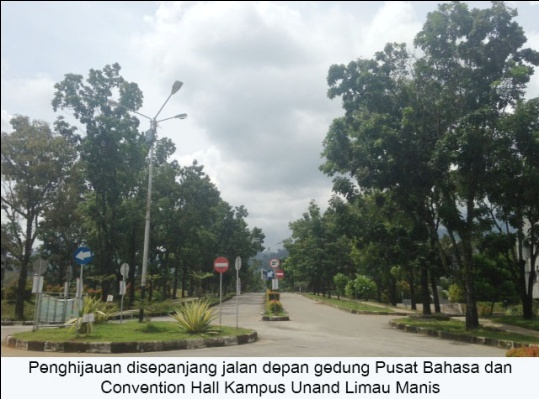 Penghijauan disepanjang jalan depan gedung Pusat Bahasa dan
Convention Hall Kampus Unand Limau Manis